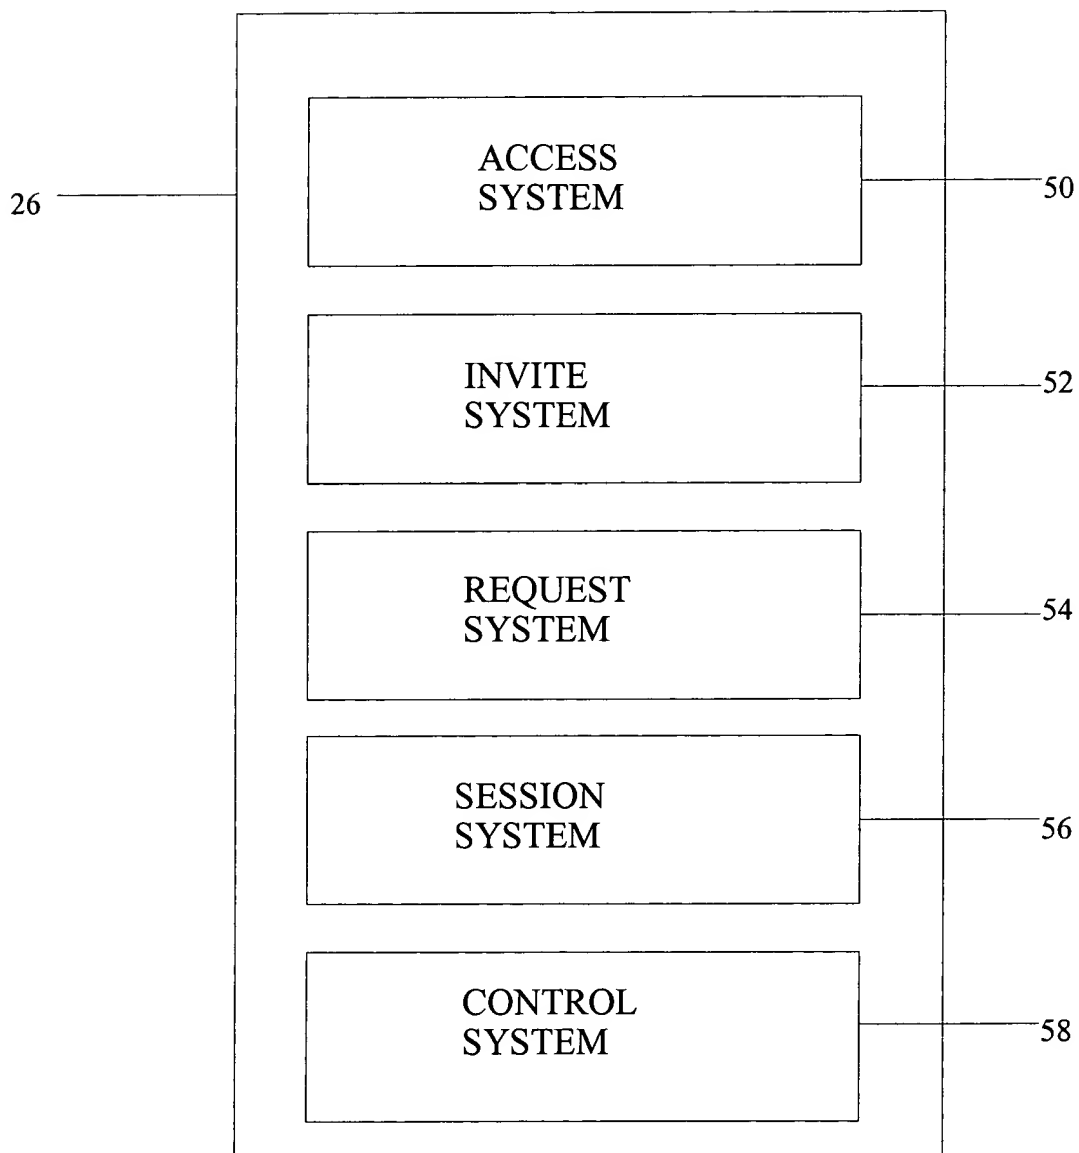 ACCESS
SYSTEM
26
50
INVITE
SYSTEM
52
REQUEST
SYSTEM
54
SESSION
SYSTEM
56
CONTROL
SYSTEM
58